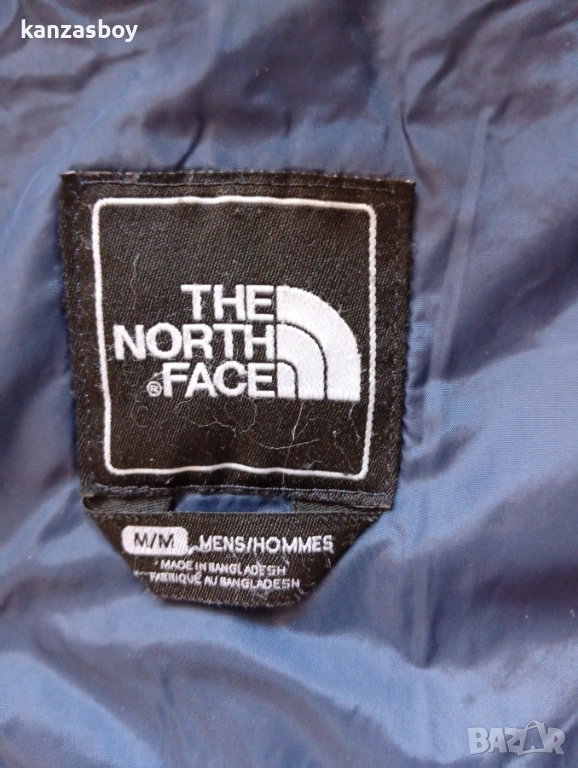 kanzasboy
THE
NORTH
® FACE
M/M MENS/HOMMES
MADE IN BANGLADESH
FABRIQUÉ AU BANGLADESH
BAZAR